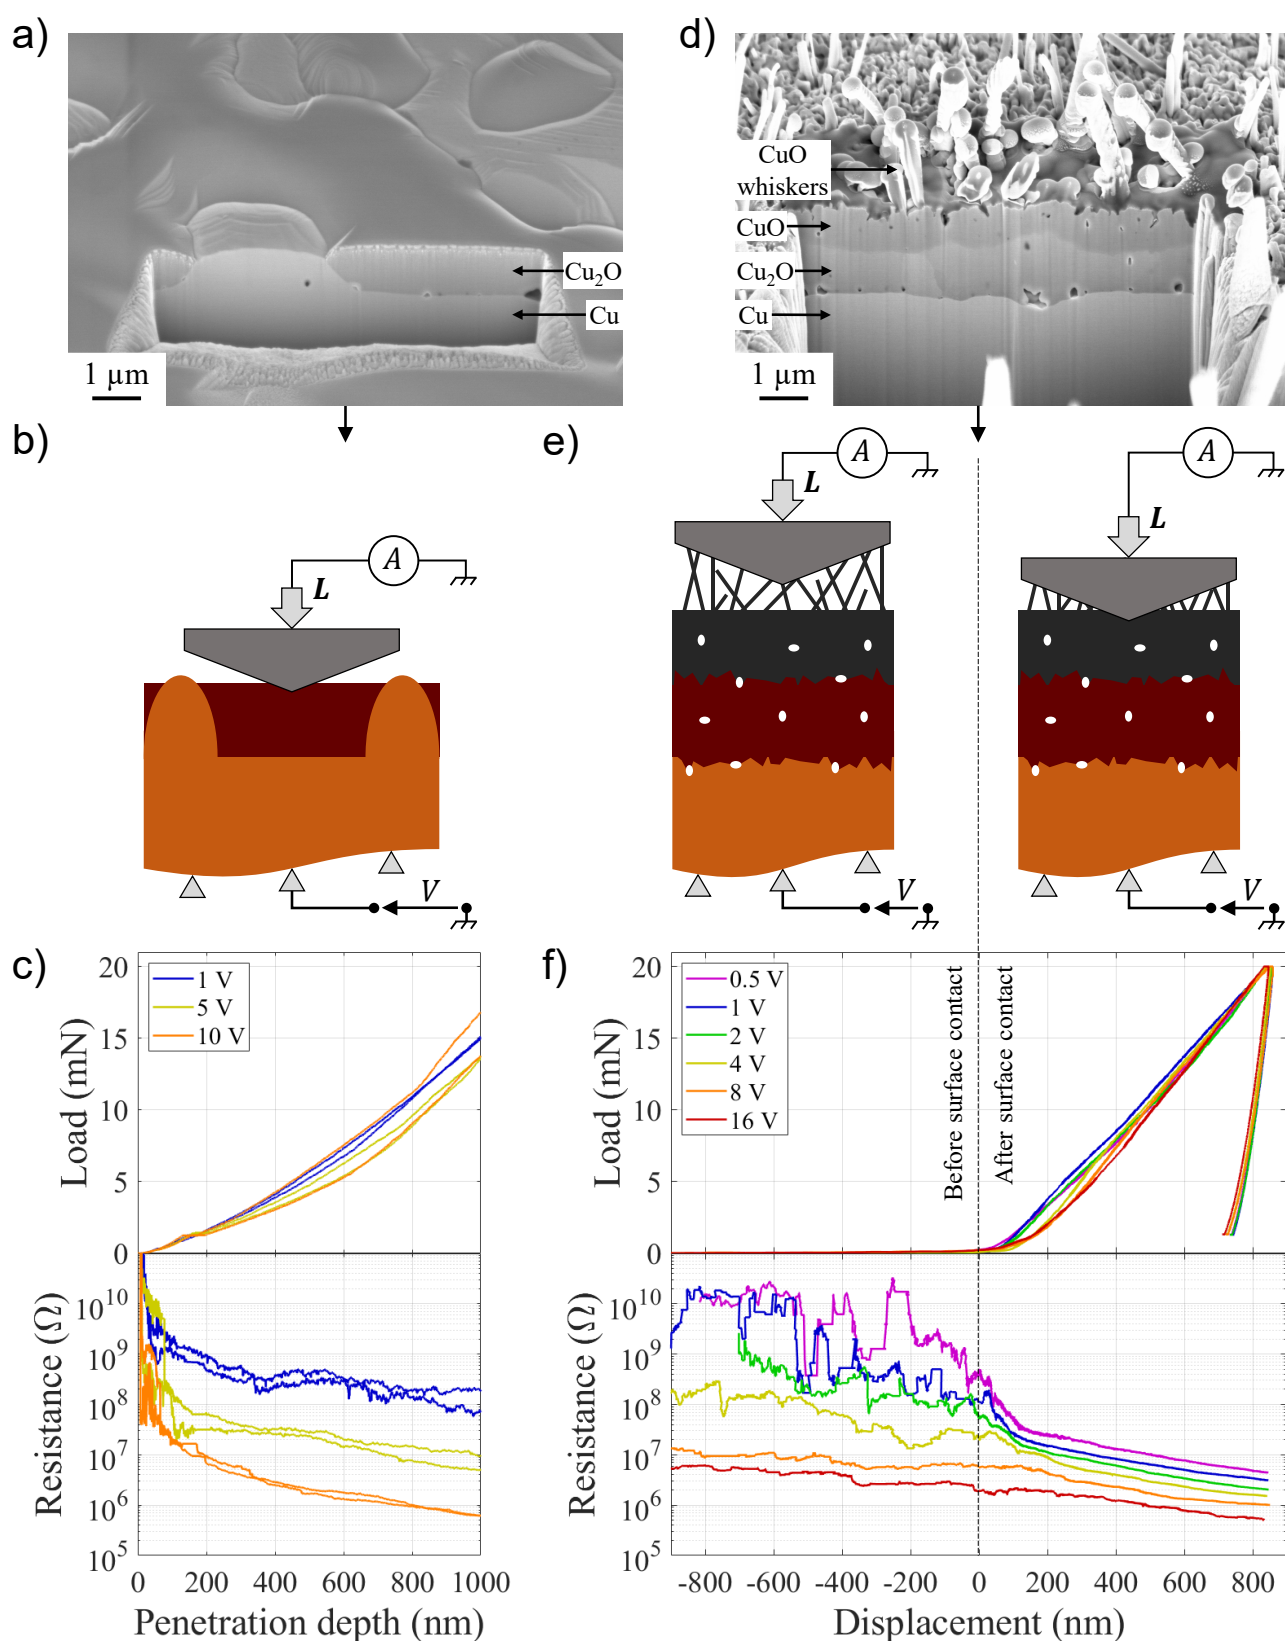 a)
Cu2O
Cu
1 µm
d)
CuO
whiskers
CuO
Cu2O
Cu
1 µm
b)
A
L
V
e)
A
L
V
A
L
V
c)
20
15
10
5
0
Load (mN)
1 V
5 V
10 V
10^10
10^9
10^8
10^7
10^6
10^5
Resistance (Ω)
0 200 400 600 800 1000
Penetration depth (nm)
f)
20
15
10
5
0
Load (mN)
0.5 V
1 V
2 V
4 V
8 V
16 V
Before surface contact
After surface contact
10^10
10^9
10^8
10^7
10^6
10^5
Resistance (Ω)
-800 -600 -400 -200 0 200 400 600 800
Displacement (nm)